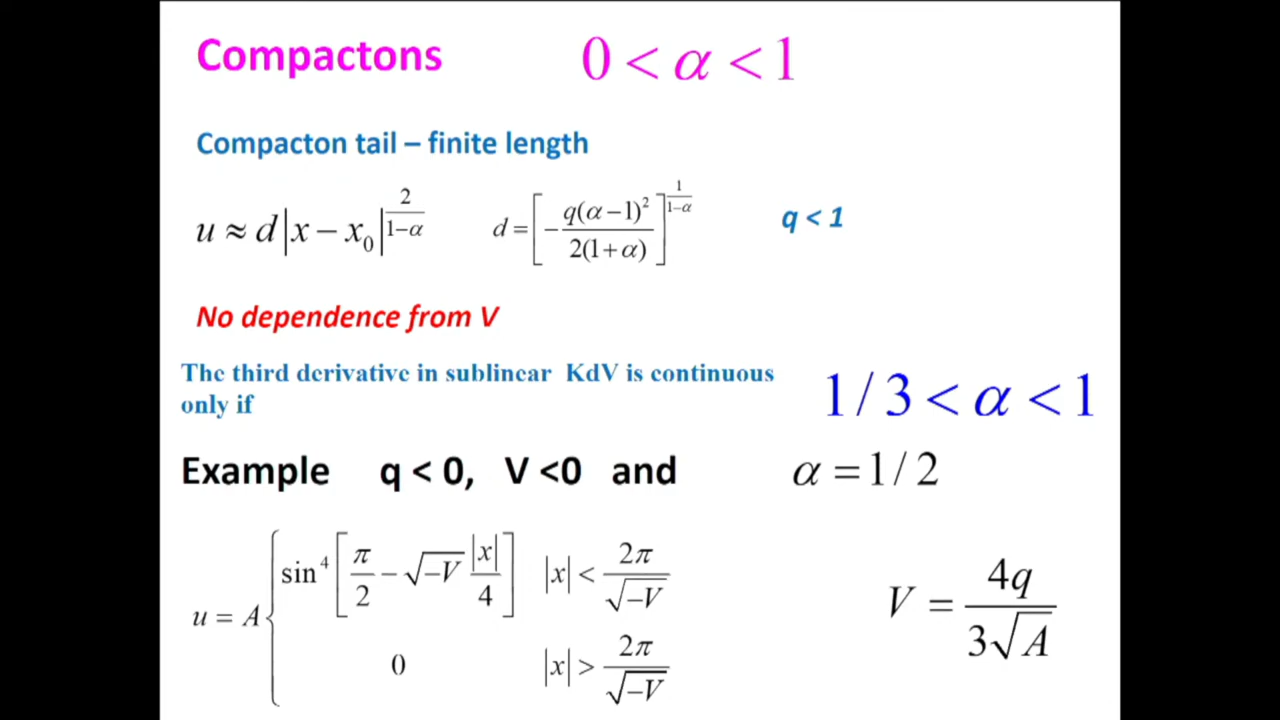 Compactons 0 < α < 1
Compacton tail – finite length
u ≈ d|x − x₀|^(2/(1−α)) d = [−q(α−1)²/(2(1+α))]^(1/(1−α)) q < 1
No dependence from V
The third derivative in sublinear KdV is continuous
only if 1/3 < α < 1
Example q < 0, V <0 and α = 1/2
u = A { sin⁴[π/2 − √−V |x|/4] |x| < 2π/√−V
0 |x| > 2π/√−V
V = 4q/(3√A)